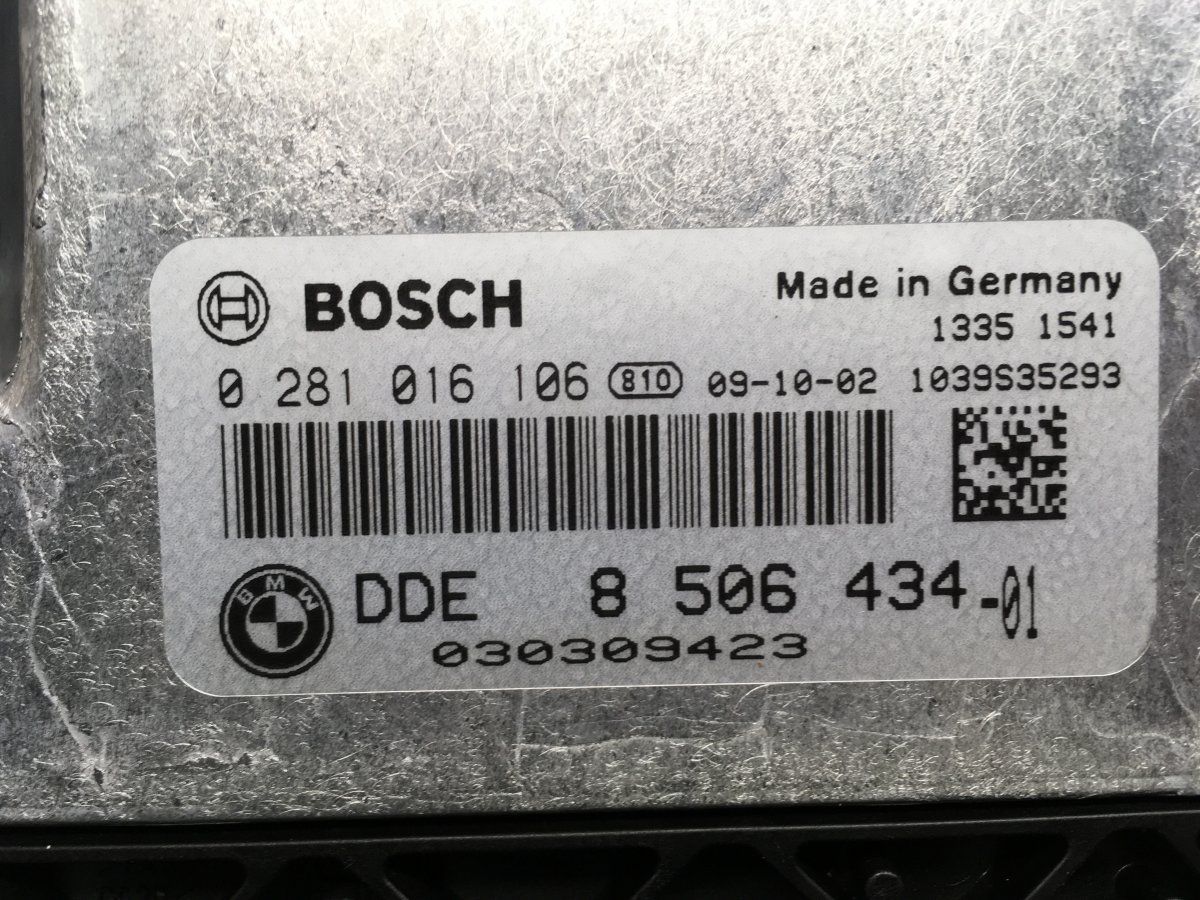 BOSCH
Made in Germany
1335 1541
0 281 016 106 810 09-10-02 1039S35293
BMW DDE 8 506 434-01
030309423